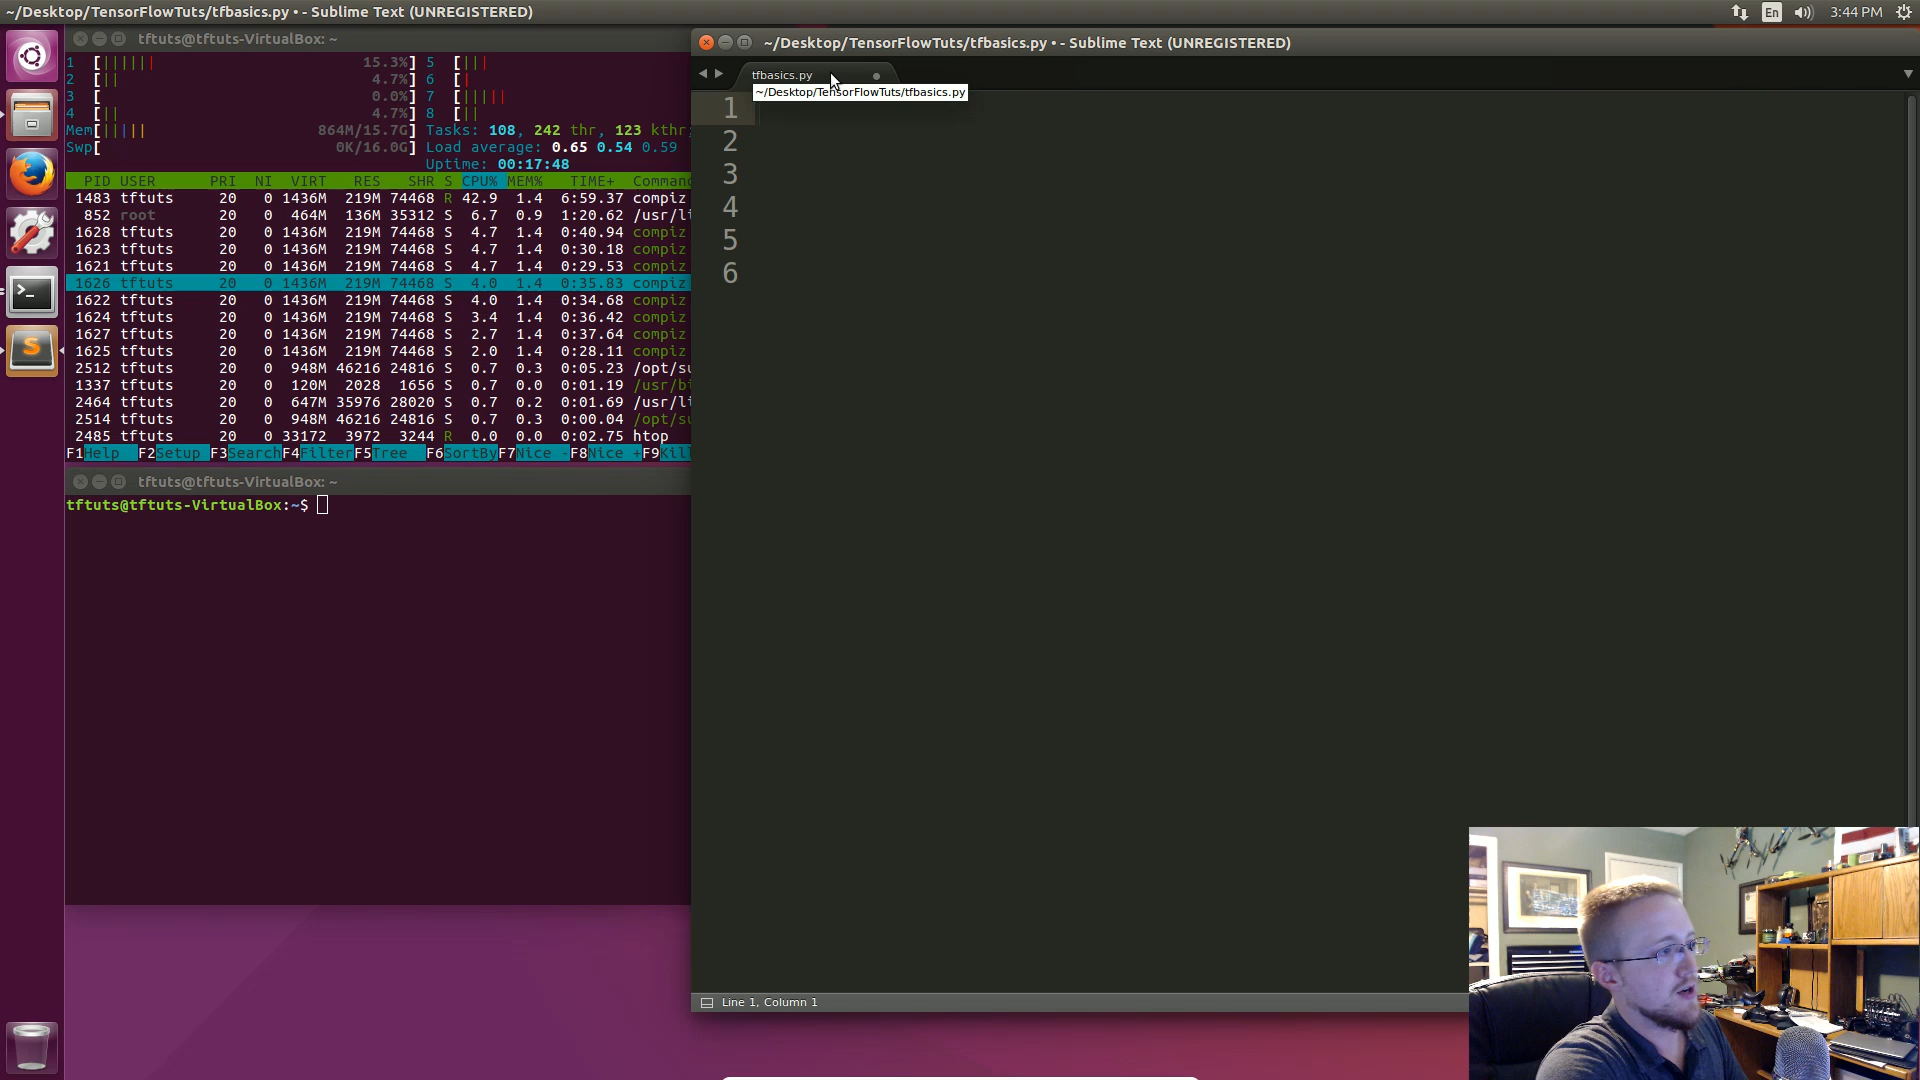 ~/Desktop/TensorFlowTuts/tfbasics.py • - Sublime Text (UNREGISTERED)
En
3:44 PM
tftuts@tftuts-VirtualBox: ~
1 [|||||| 15.3%] 5 [|||
2 [|| 4.7%] 6 [|
3 [ 0.0%] 7 [|||||
4 [|| 4.7%] 8 [||
Mem[||||| 864M/15.7G] Tasks: 108, 242 thr, 123 kthr;
Swp[ 0K/16.0G] Load average: 0.65 0.54 0.59
Uptime: 00:17:48
PID USER PRI NI VIRT RES SHR S CPU% MEM% TIME+ Command
1483 tftuts 20 0 1436M 219M 74468 R 42.9 1.4 6:59.37 compiz
852 root 20 0 464M 136M 35312 S 6.7 0.9 1:20.62 /usr/li
1628 tftuts 20 0 1436M 219M 74468 S 4.7 1.4 0:40.94 compiz
1623 tftuts 20 0 1436M 219M 74468 S 4.7 1.4 0:30.18 compiz
1621 tftuts 20 0 1436M 219M 74468 S 4.7 1.4 0:29.53 compiz
1626 tftuts 20 0 1436M 219M 74468 S 4.0 1.4 0:35.83 compiz
1622 tftuts 20 0 1436M 219M 74468 S 4.0 1.4 0:34.68 compiz
1624 tftuts 20 0 1436M 219M 74468 S 3.4 1.4 0:36.42 compiz
1627 tftuts 20 0 1436M 219M 74468 S 2.7 1.4 0:37.64 compiz
1625 tftuts 20 0 1436M 219M 74468 S 2.0 1.4 0:28.11 compiz
2512 tftuts 20 0 948M 46216 24816 S 0.7 0.3 0:05.23 /opt/su
1337 tftuts 20 0 120M 2028 1656 S 0.7 0.0 0:01.19 /usr/bi
2464 tftuts 20 0 647M 35976 28020 S 0.7 0.2 0:01.69 /usr/li
2514 tftuts 20 0 948M 46216 24816 S 0.7 0.3 0:00.04 /opt/su
2485 tftuts 20 0 33172 3972 3244 R 0.0 0.0 0:02.75 htop
F1Help F2Setup F3SearchF4FilterF5Tree F6SortByF7Nice -F8Nice +F9Kill
tftuts@tftuts-VirtualBox: ~
tftuts@tftuts-VirtualBox:~$
~/Desktop/TensorFlowTuts/tfbasics.py • - Sublime Text (UNREGISTERED)
tfbasics.py
~/Desktop/TensorFlowTuts/tfbasics.py
1
2
3
4
5
6
Line 1, Column 1